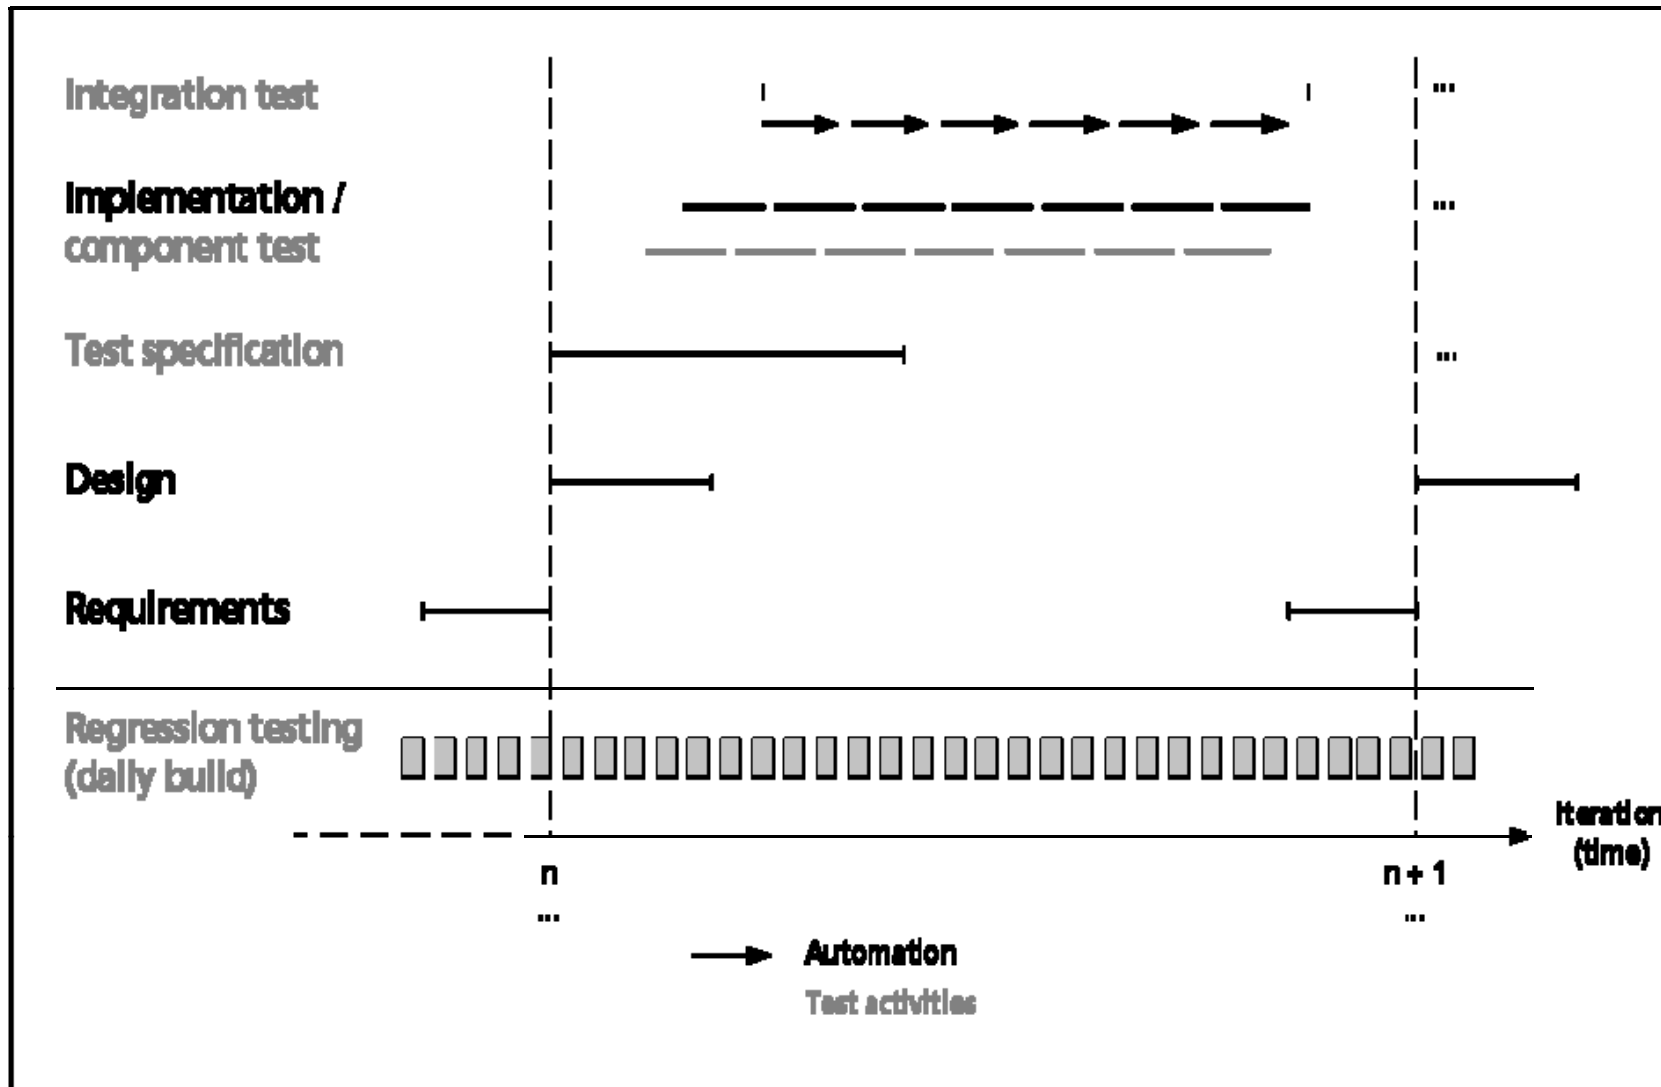 Integration test
...
Implementation /
...
component test
Test specification
...
Design
Requirements
Regression testing
(daily build)
Iteration
(time)
n
n + 1
...
...
Automation
Test activities